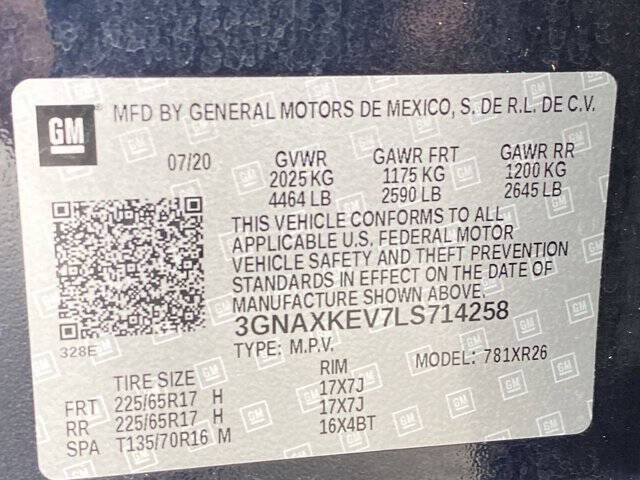 GM MFD BY GENERAL MOTORS DE MEXICO, S. DE R.L. DE C.V.
07/20 GVWR GAWR FRT GAWR RR
2025 KG 1175 KG 1200 KG
4464 LB 2590 LB 2645 LB
THIS VEHICLE CONFORMS TO ALL
APPLICABLE U.S. FEDERAL MOTOR
VEHICLE SAFETY AND THEFT PREVENTION
STANDARDS IN EFFECT ON THE DATE OF
MANUFACTURE SHOWN ABOVE.
3GNAXKEV7LS714258
328E TYPE: M.P.V. MODEL: 781XR26
TIRE SIZE RIM
FRT 225/65R17 H 17X7J
RR 225/65R17 H 17X7J
SPA T135/70R16 M 16X4BT